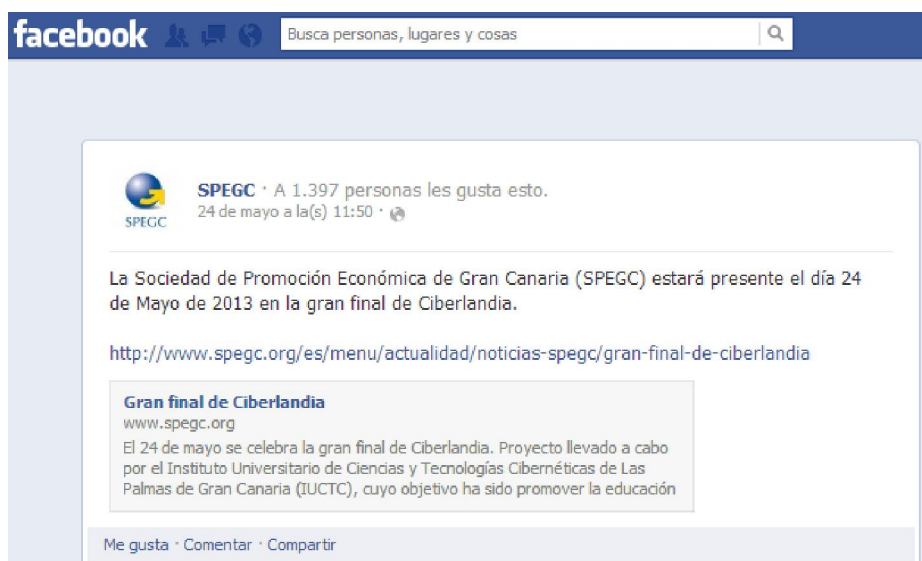 facebook
Busca personas, lugares y cosas
SPEGC
SPEGC · A 1.397 personas les gusta esto.
24 de mayo a la(s) 11:50 ·
La Sociedad de Promoción Económica de Gran Canaria (SPEGC) estará presente el día 24
de Mayo de 2013 en la gran final de Ciberlandia.
http://www.spegc.org/es/menu/actualidad/noticias-spegc/gran-final-de-ciberlandia
Gran final de Ciberlandia
www.spegc.org
El 24 de mayo se celebra la gran final de Ciberlandia. Proyecto llevado a cabo
por el Instituto Universitario de Ciencias y Tecnologías Cibernéticas de Las
Palmas de Gran Canaria (IUCTC), cuyo objetivo ha sido promover la educación
Me gusta · Comentar · Compartir